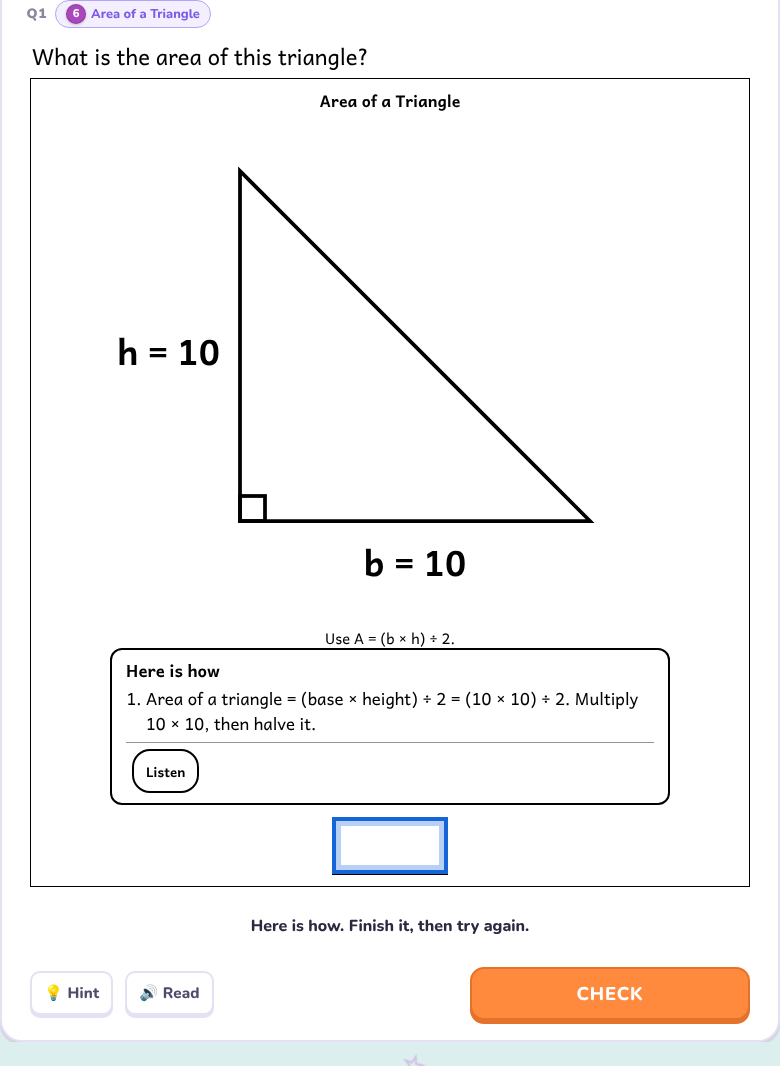 Q1 6 Area of a Triangle
What is the area of this triangle?
Area of a Triangle
h = 10
b = 10
Use A = (b × h) ÷ 2.
Here is how
1. Area of a triangle = (base × height) ÷ 2 = (10 × 10) ÷ 2. Multiply
10 × 10, then halve it.
Listen
Here is how. Finish it, then try again.
💡 Hint 🔊 Read CHECK